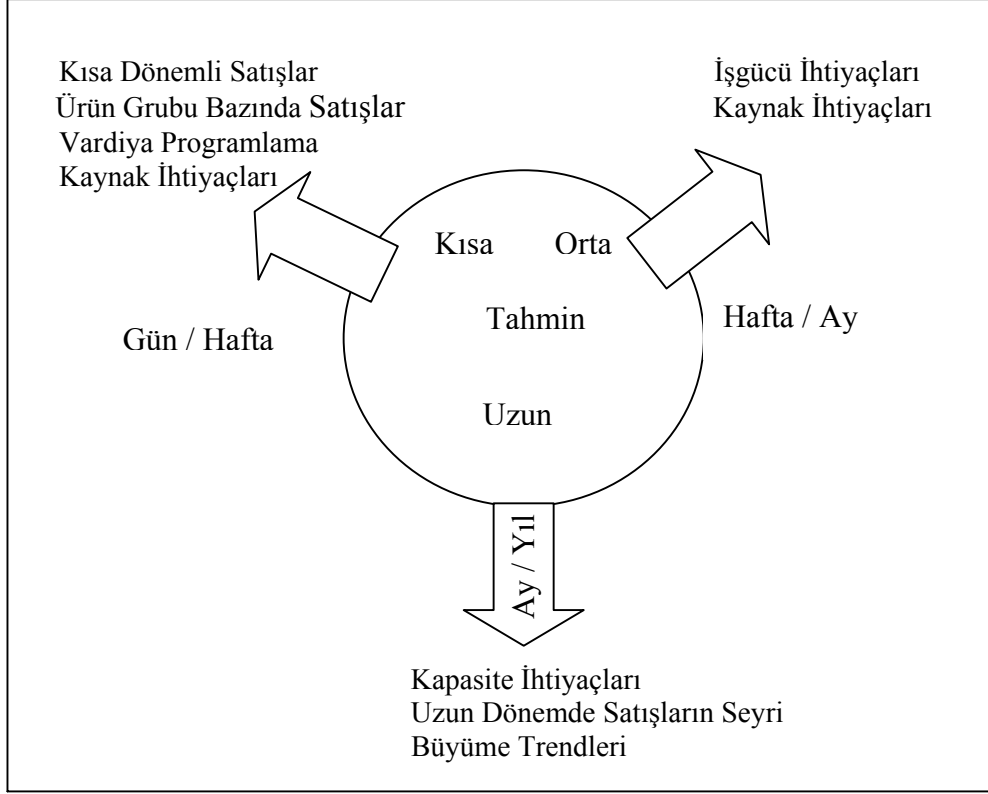 Kısa Dönemli Satışlar
Ürün Grubu Bazında Satışlar
Vardiya Programlama
Kaynak İhtiyaçları
İşgücü İhtiyaçları
Kaynak İhtiyaçları
Kısa
Orta
Tahmin
Uzun
Gün / Hafta
Hafta / Ay
Ay / Yıl
Kapasite İhtiyaçları
Uzun Dönemde Satışların Seyri
Büyüme Trendleri